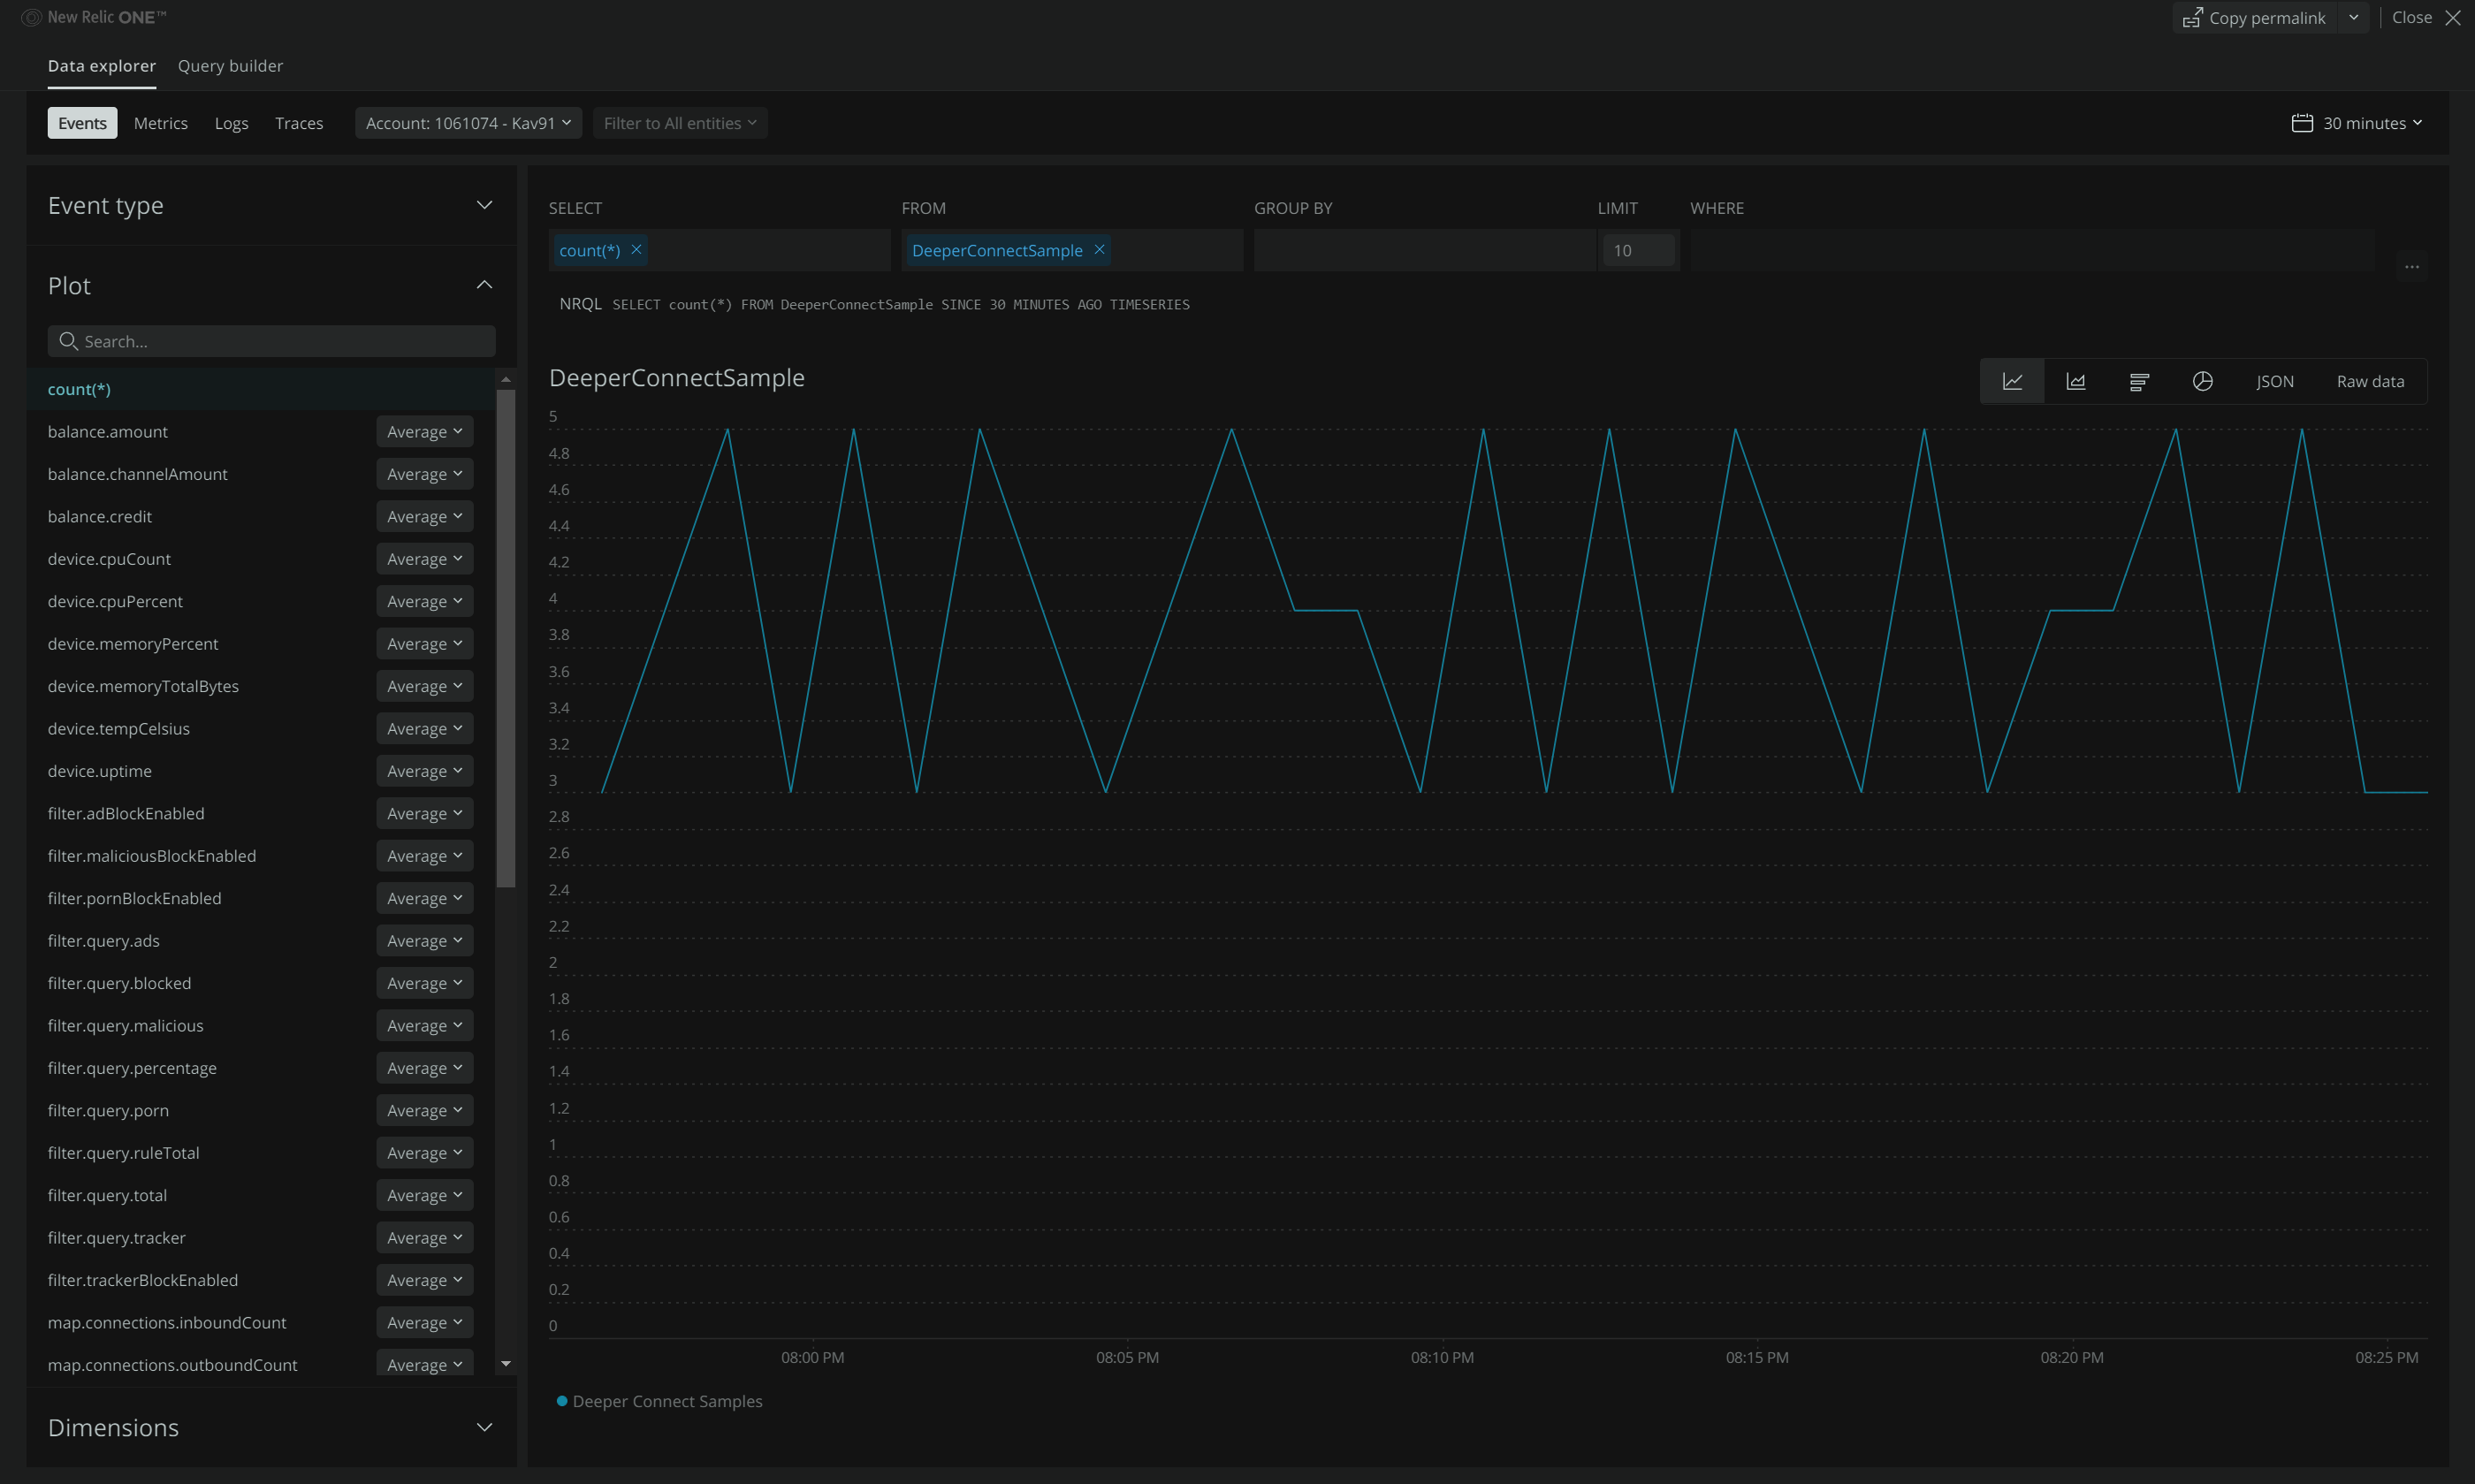 New Relic ONE™
Copy permalink
Close
Data explorer
Query builder
Events
Metrics
Logs
Traces
Account: 1061074 - Kav91
Filter to All entities
30 minutes
Event type
Plot
Search...
count(*)
balance.amount Average
balance.channelAmount Average
balance.credit Average
device.cpuCount Average
device.cpuPercent Average
device.memoryPercent Average
device.memoryTotalBytes Average
device.tempCelsius Average
device.uptime Average
filter.adBlockEnabled Average
filter.maliciousBlockEnabled Average
filter.pornBlockEnabled Average
filter.query.ads Average
filter.query.blocked Average
filter.query.malicious Average
filter.query.percentage Average
filter.query.porn Average
filter.query.ruleTotal Average
filter.query.total Average
filter.query.tracker Average
filter.trackerBlockEnabled Average
map.connections.inboundCount Average
map.connections.outboundCount Average
Dimensions
SELECT FROM GROUP BY LIMIT WHERE
count(*) DeeperConnectSample 10
NRQL SELECT count(*) FROM DeeperConnectSample SINCE 30 MINUTES AGO TIMESERIES
DeeperConnectSample
JSON
Raw data
5
4.8
4.6
4.4
4.2
4
3.8
3.6
3.4
3.2
3
2.8
2.6
2.4
2.2
2
1.8
1.6
1.4
1.2
1
0.8
0.6
0.4
0.2
0
08:00 PM 08:05 PM 08:10 PM 08:15 PM 08:20 PM 08:25 PM
Deeper Connect Samples